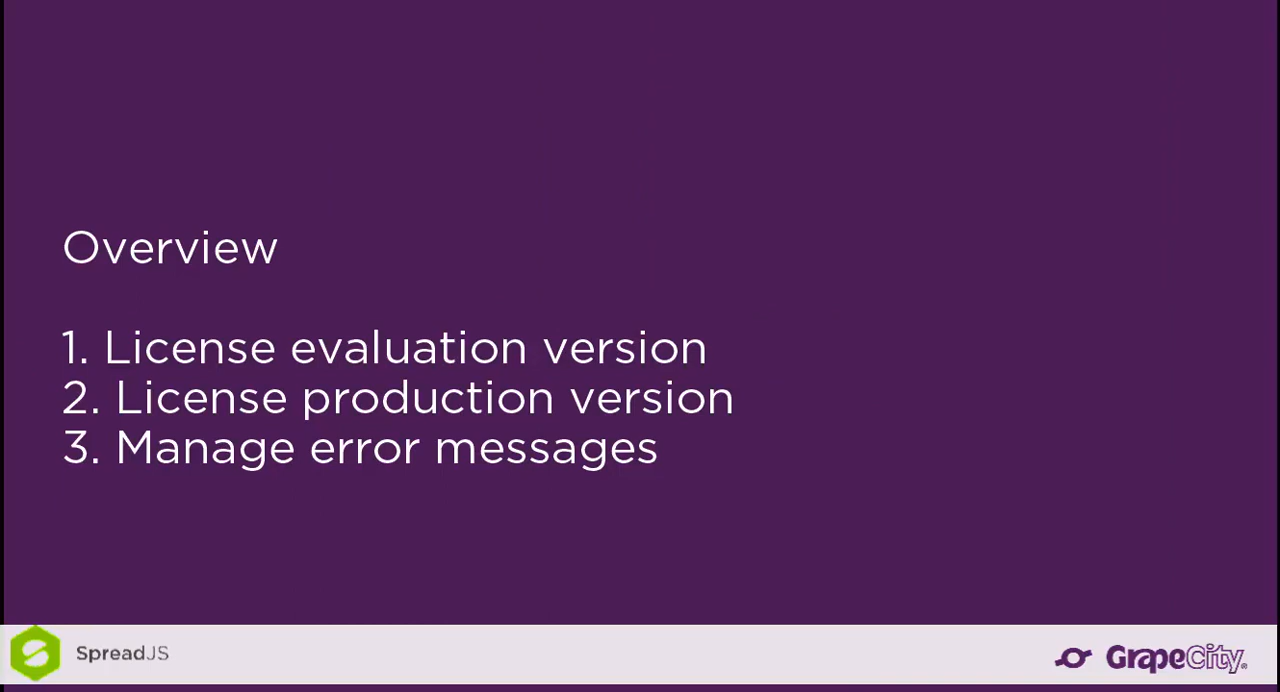 Overview
1. License evaluation version
2. License production version
3. Manage error messages
SpreadJS
GrapeCity®